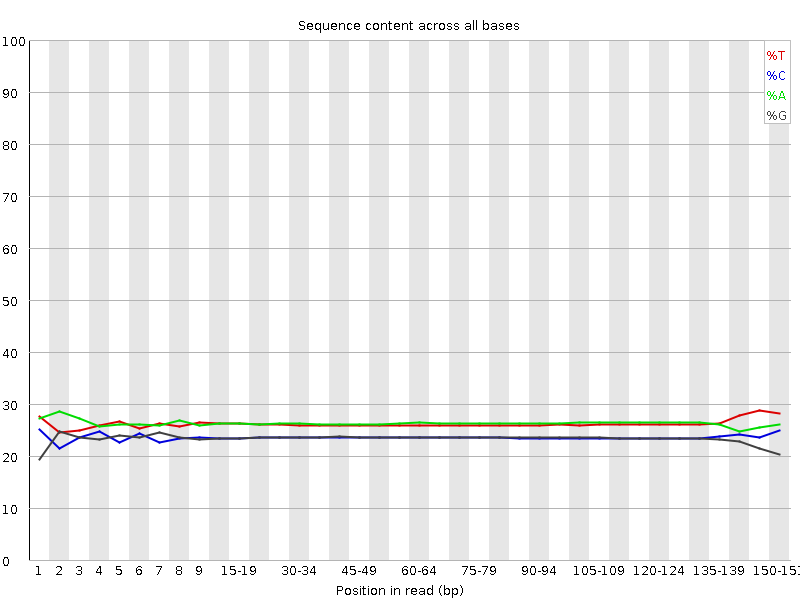 Sequence content across all bases
100
90
80
70
60
50
40
30
20
10
0
%T
%C
%A
%G
1 2 3 4 5 6 7 8 9 15-19 30-34 45-49 60-64 75-79 90-94 105-109 120-124 135-139 150-15
Position in read (bp)